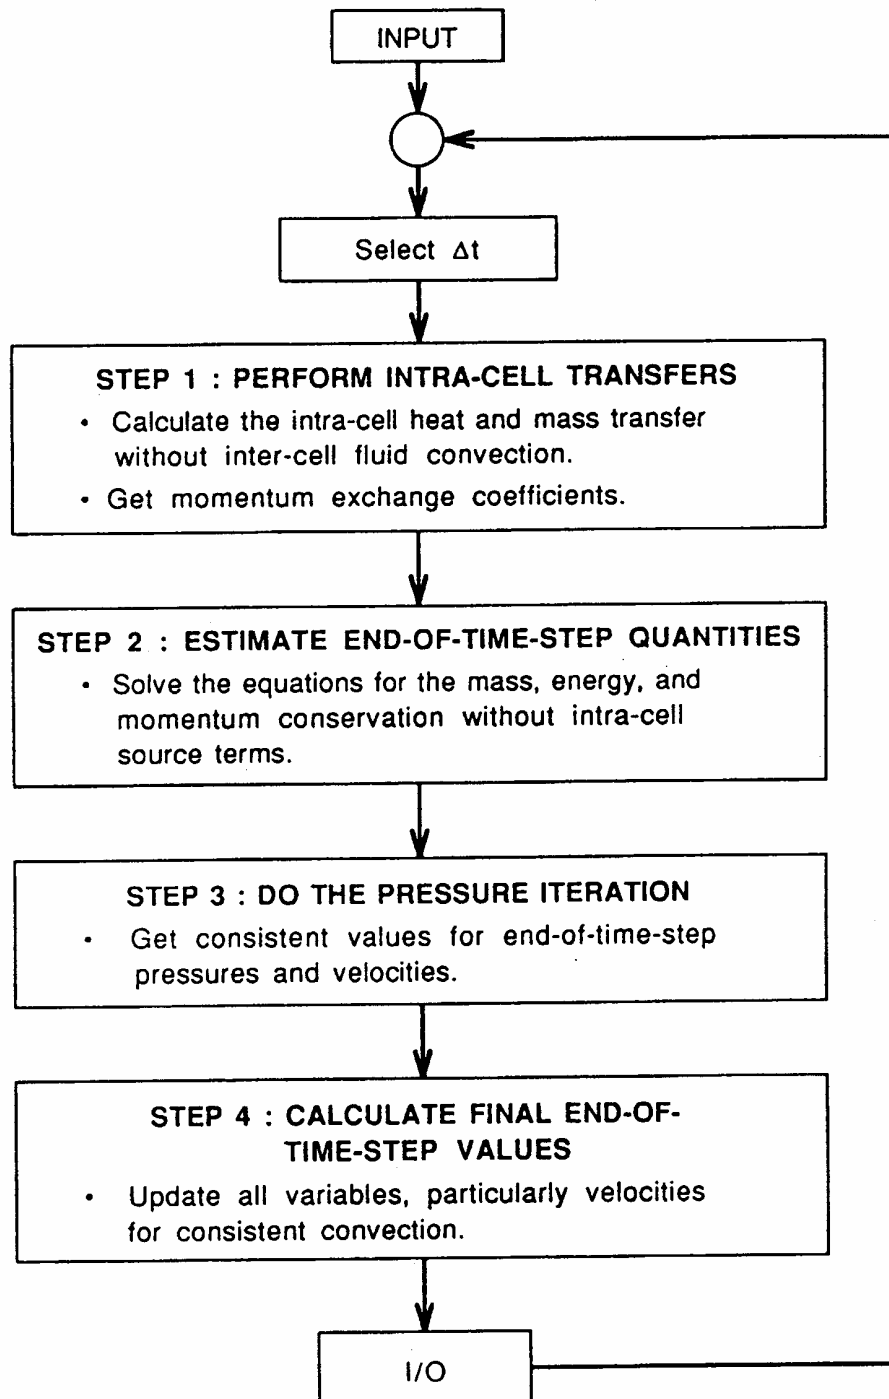 INPUT
Select Δt
STEP 1 : PERFORM INTRA-CELL TRANSFERS
• Calculate the intra-cell heat and mass transfer
without inter-cell fluid convection.
• Get momentum exchange coefficients.
STEP 2 : ESTIMATE END-OF-TIME-STEP QUANTITIES
• Solve the equations for the mass, energy, and
momentum conservation without intra-cell
source terms.
STEP 3 : DO THE PRESSURE ITERATION
• Get consistent values for end-of-time-step
pressures and velocities.
STEP 4 : CALCULATE FINAL END-OF-
TIME-STEP VALUES
• Update all variables, particularly velocities
for consistent convection.
I/O